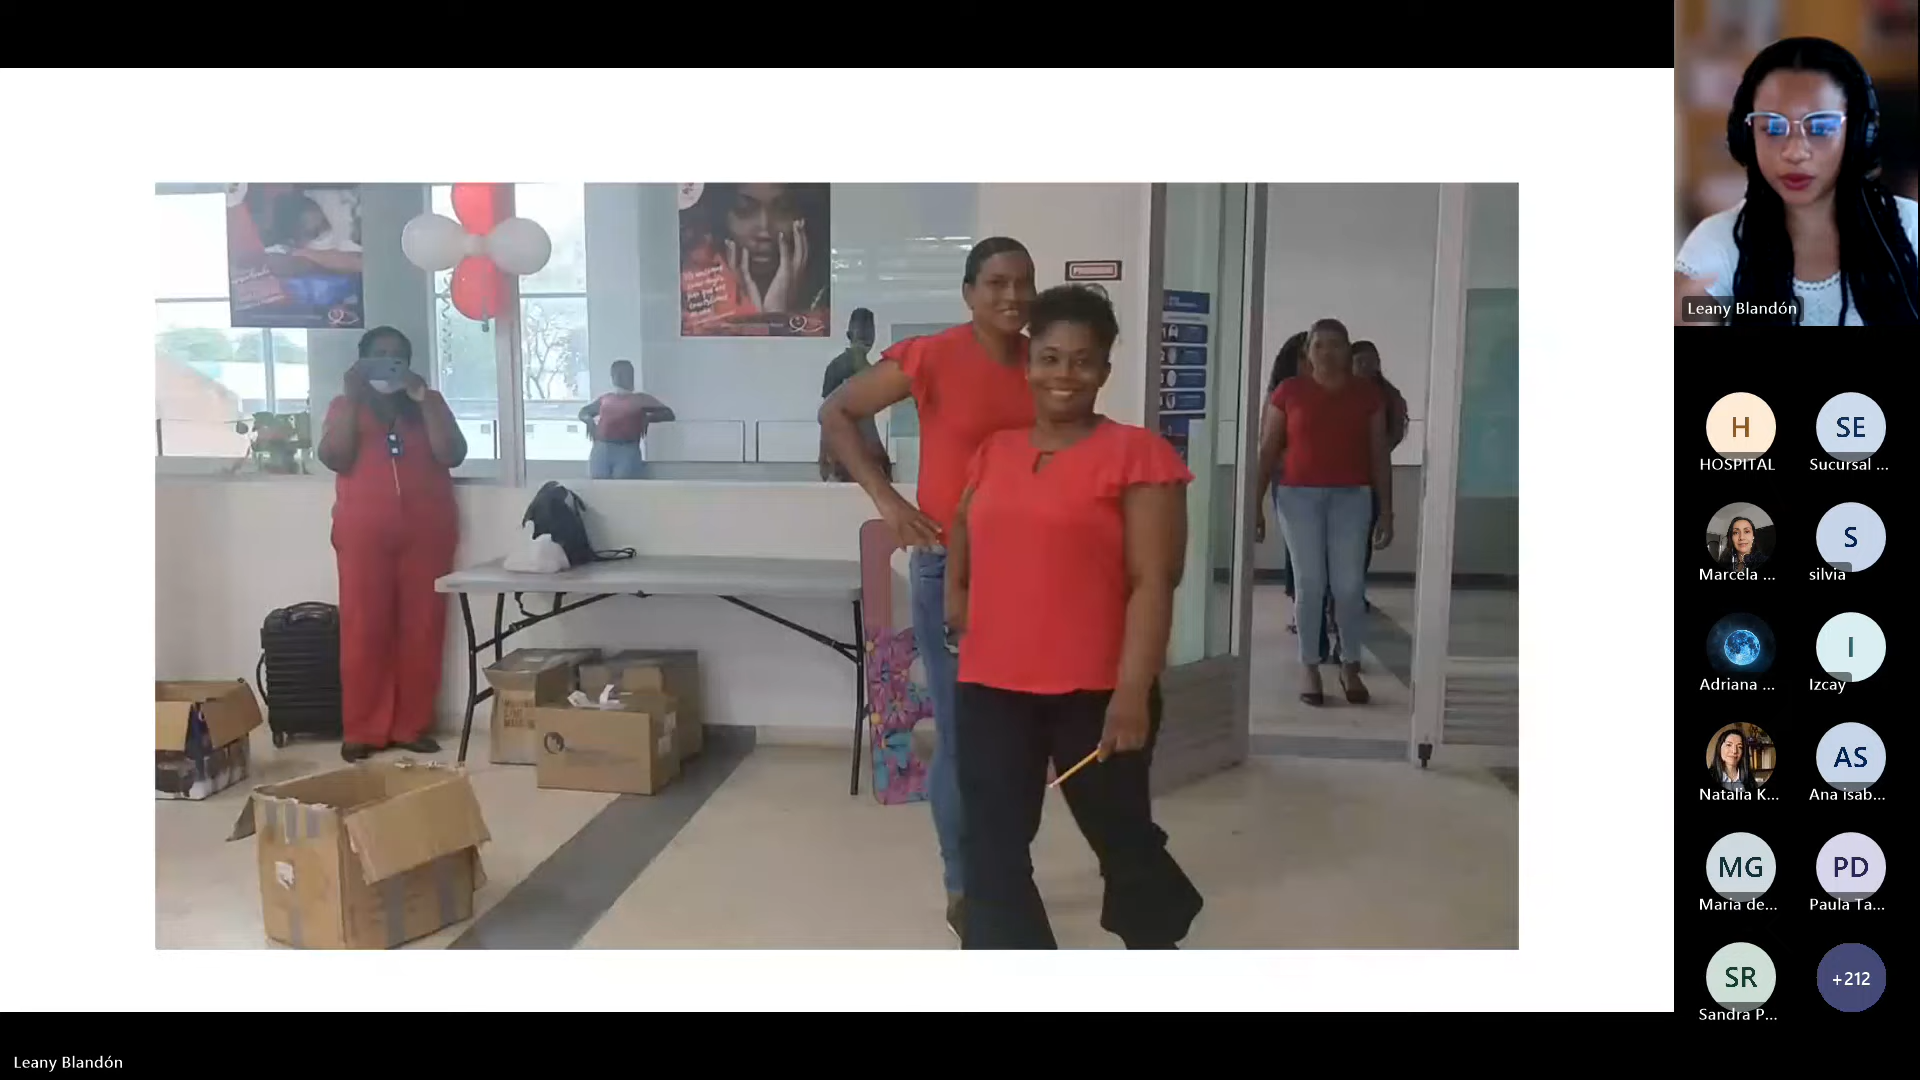 Leany Blandón
HOSPITAL
SE
Sucursal ...
Marcela ...
S
silvia
Adriana ...
I
Izcay
Natalia K...
AS
Ana isab...
MG
Maria de...
PD
Paula Ta...
SR
Sandra P...
+212
Leany Blandón